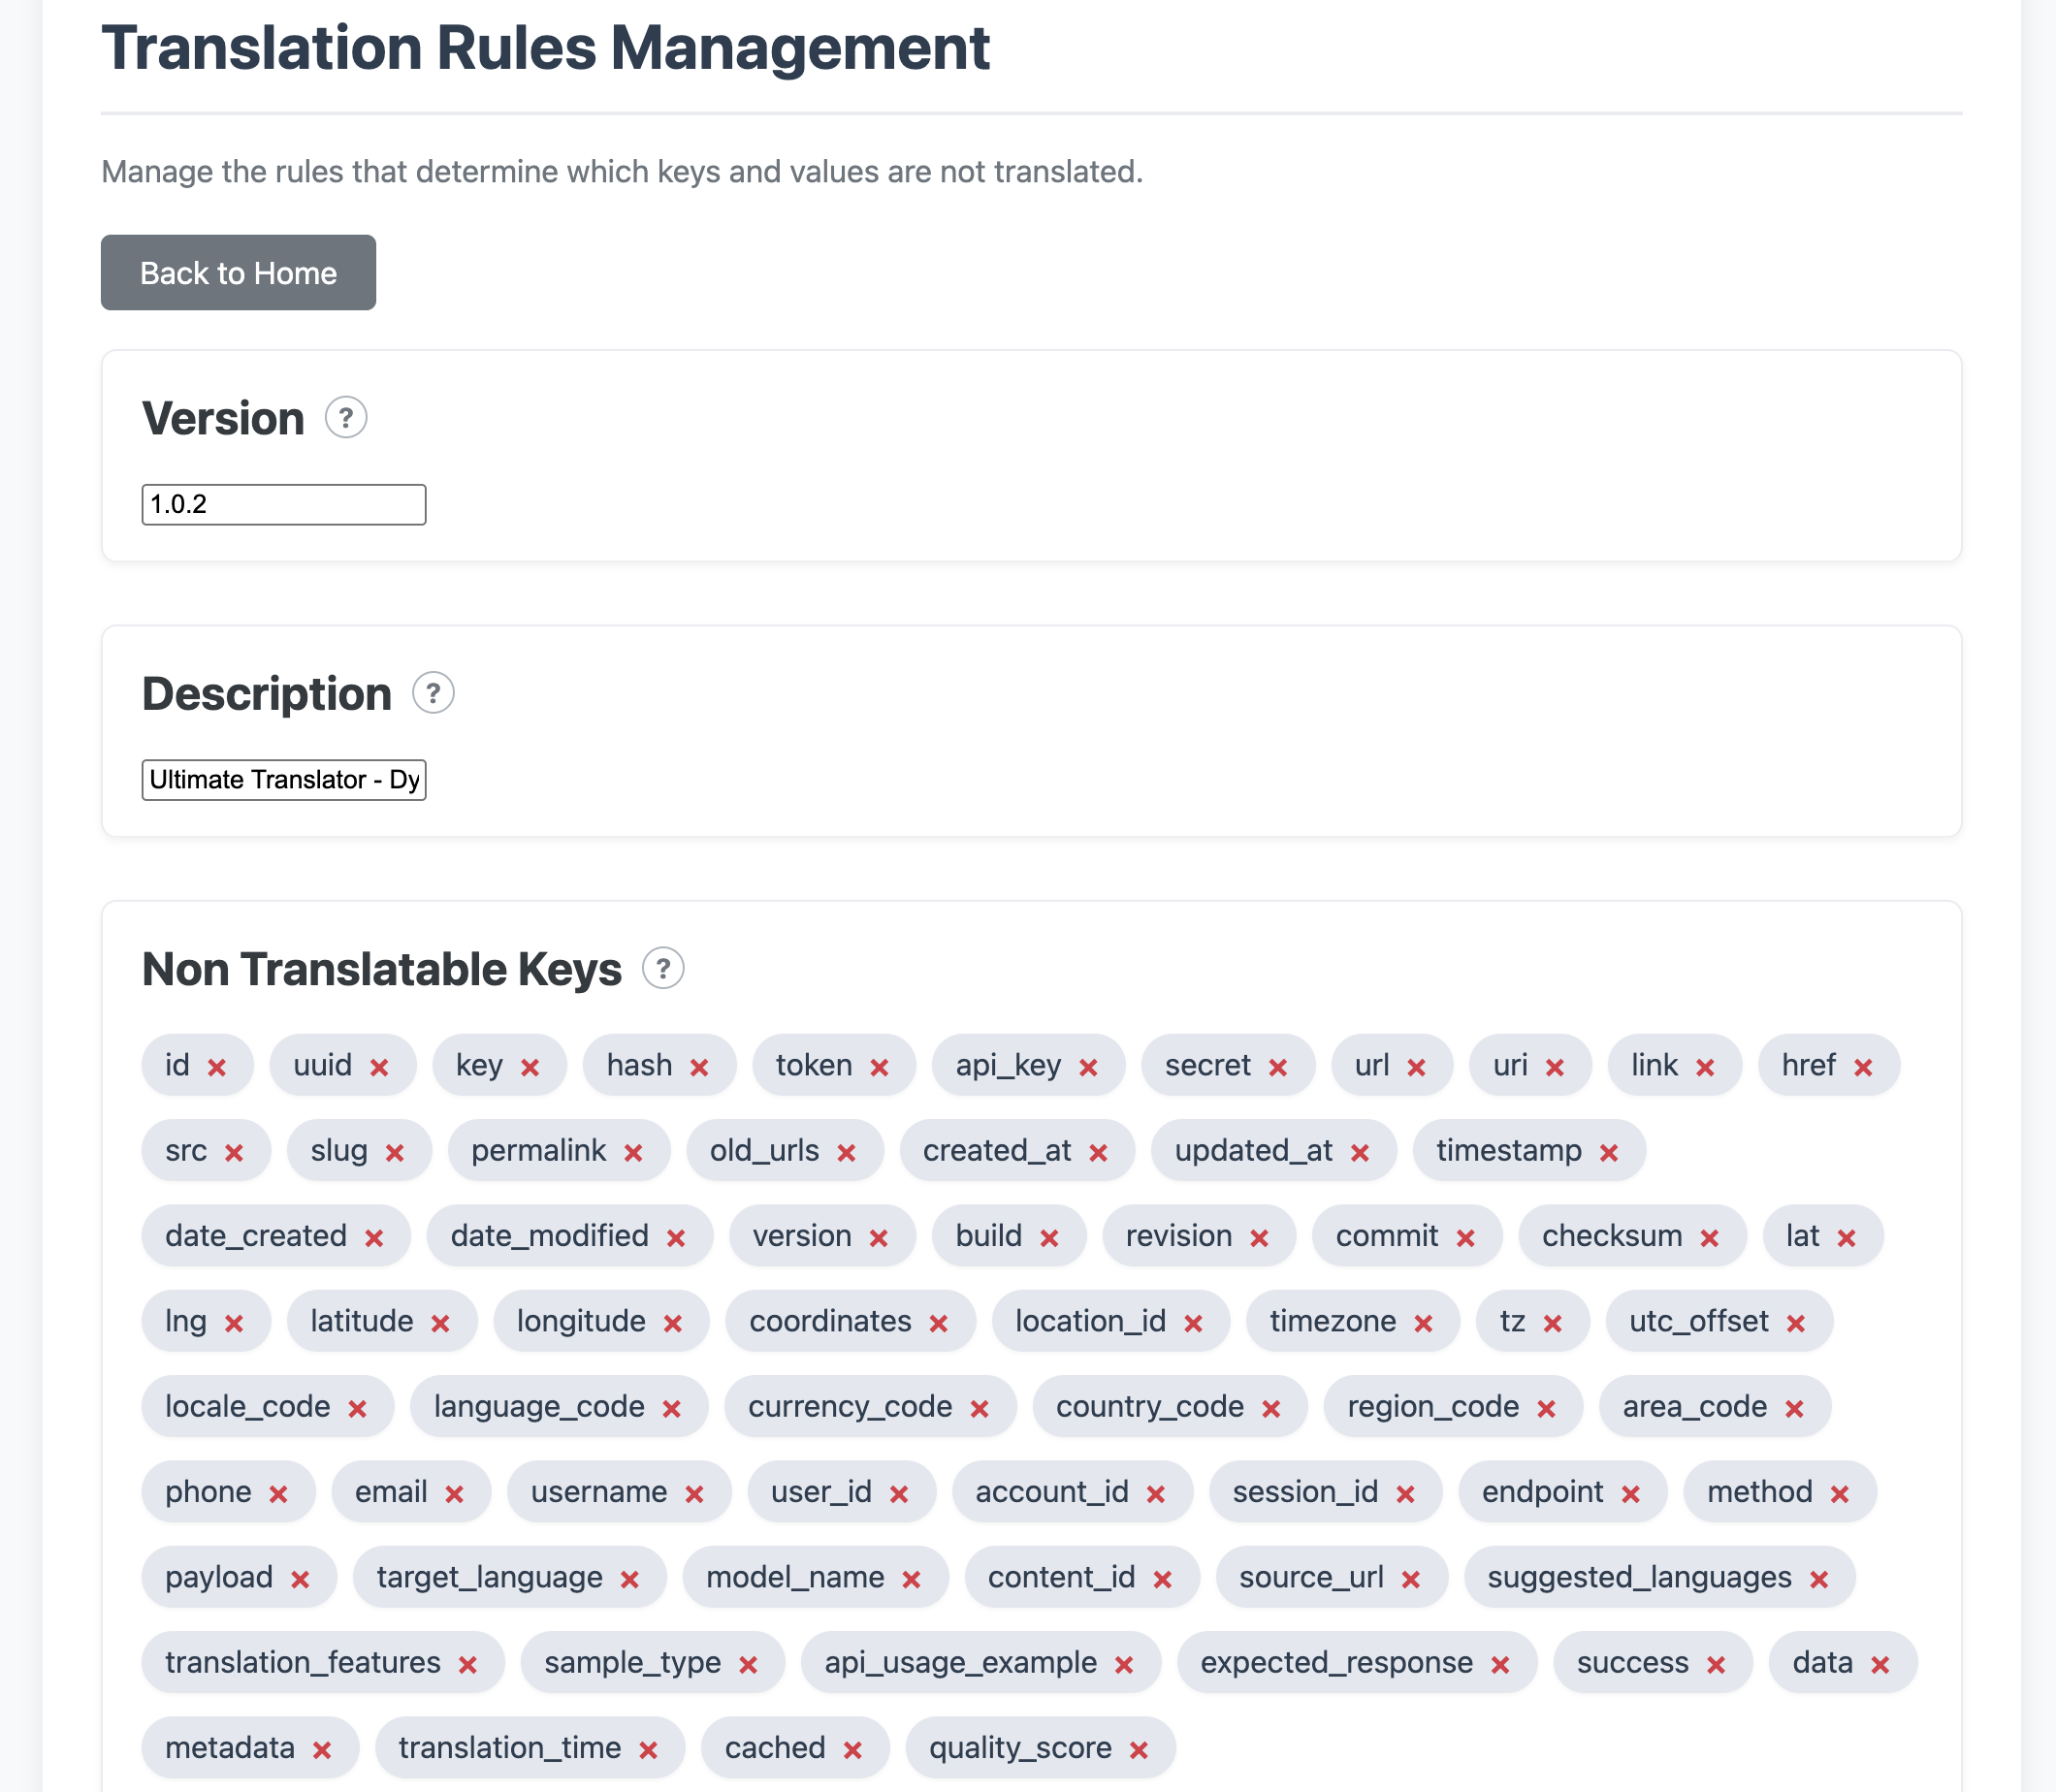 Translation Rules Management
Manage the rules that determine which keys and values are not translated.
Back to Home
Version ?
1.0.2
Description ?
Ultimate Translator - Dy
Non Translatable Keys ?
id × uuid × key × hash × token × api_key × secret × url × uri × link × href ×
src × slug × permalink × old_urls × created_at × updated_at × timestamp ×
date_created × date_modified × version × build × revision × commit × checksum × lat ×
lng × latitude × longitude × coordinates × location_id × timezone × tz × utc_offset ×
locale_code × language_code × currency_code × country_code × region_code × area_code ×
phone × email × username × user_id × account_id × session_id × endpoint × method ×
payload × target_language × model_name × content_id × source_url × suggested_languages ×
translation_features × sample_type × api_usage_example × expected_response × success × data ×
metadata × translation_time × cached × quality_score ×